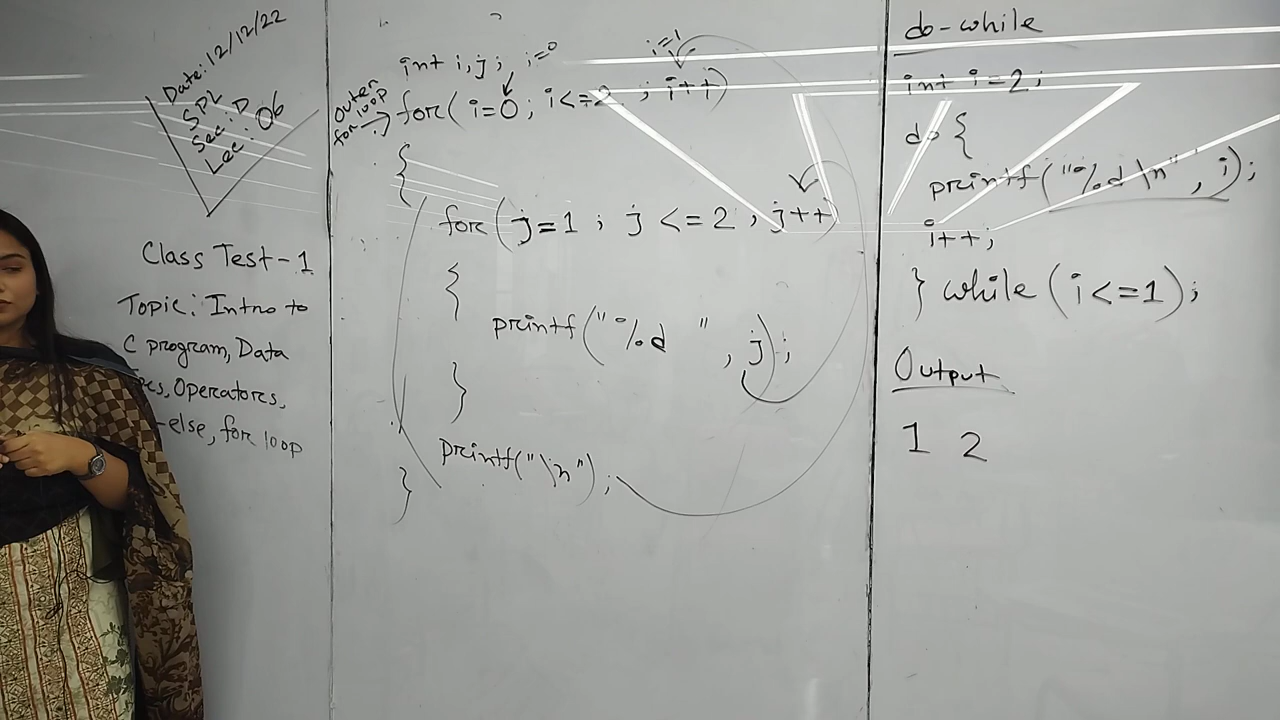 Date: 12/12/22
SPL
Sec: D
Lec: 06
Class Test-1
Topic: Intro to
C program, Data
Operatores,
-else, for loop
int i,j; i=0
i=1
Outer
for loop
for( i=0; i<=2 ; i++)
{
for(j=1 ; j <=2 ; j++)
{
printf("%d ", j);
}
printf("\n");
}
do-while
int i=2;
do {
printf("%d\n", i);
i++;
} while (i<=1);
Output
1 2